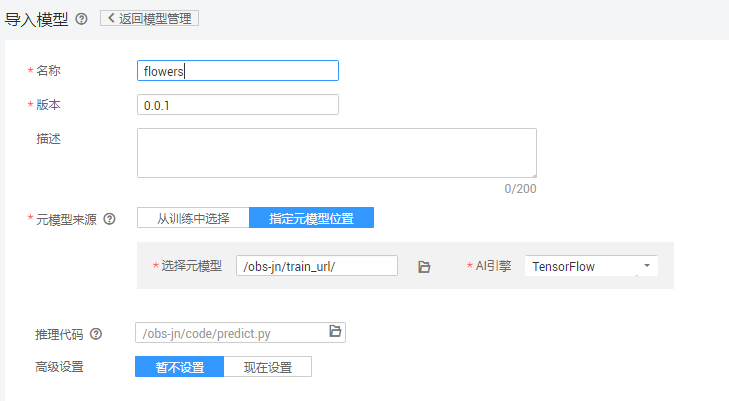 导入模型 ? < 返回模型管理
* 名称 flowers
* 版本 0.0.1
描述
0/200
* 元模型来源 ? 从训练中选择 指定元模型位置
* 选择元模型 /obs-jn/train_url/ * AI引擎 TensorFlow
推理代码 ? /obs-jn/code/predict.py
高级设置 暂不设置 现在设置